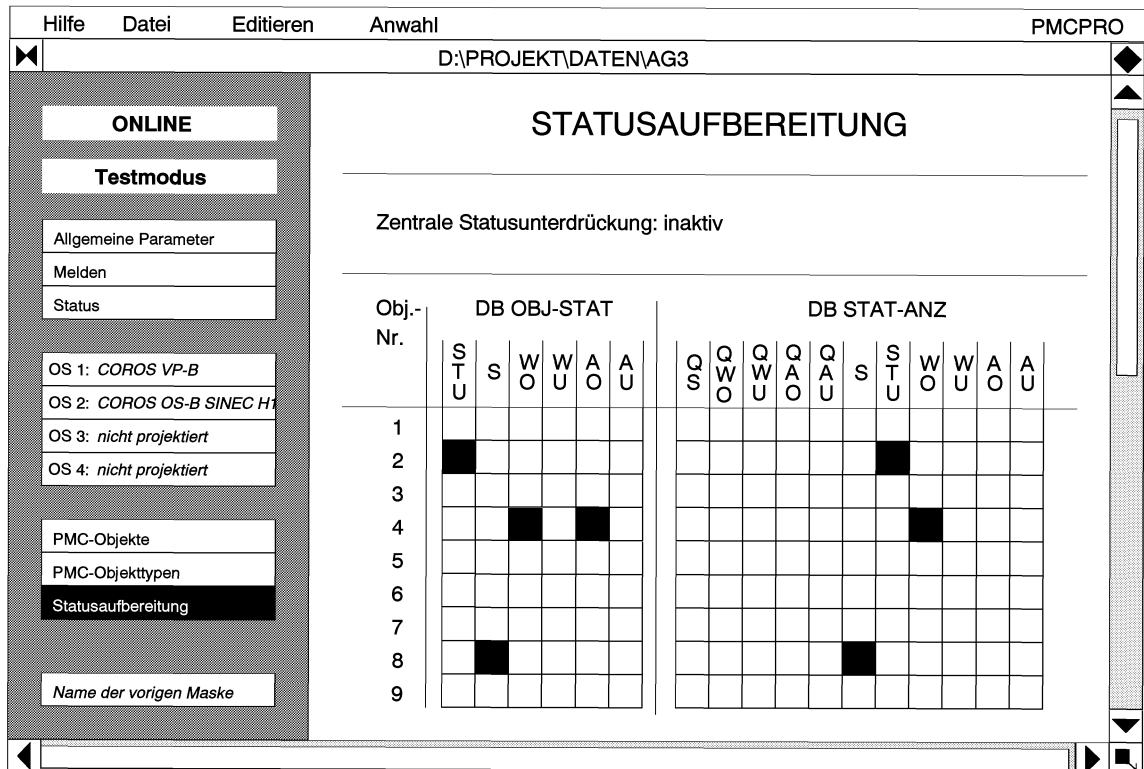 Hilfe Datei Editieren Anwahl PMCPRO
D:\PROJEKT\DATEN\AG3
ONLINE
Testmodus
Allgemeine Parameter
Melden
Status
OS 1: COROS VP-B
OS 2: COROS OS-B SINEC H1
OS 3: nicht projektiert
OS 4: nicht projektiert
PMC-Objekte
PMC-Objekttypen
Statusaufbereitung
Name der vorigen Maske
STATUSAUFBEREITUNG
Zentrale Statusunterdrückung: inaktiv
Obj.-Nr. DB OBJ-STAT DB STAT-ANZ
STU S WO WU AO AU QS QWO QWU QAO QAU S STU WO WU AO AU
1
2
3
4
5
6
7
8
9